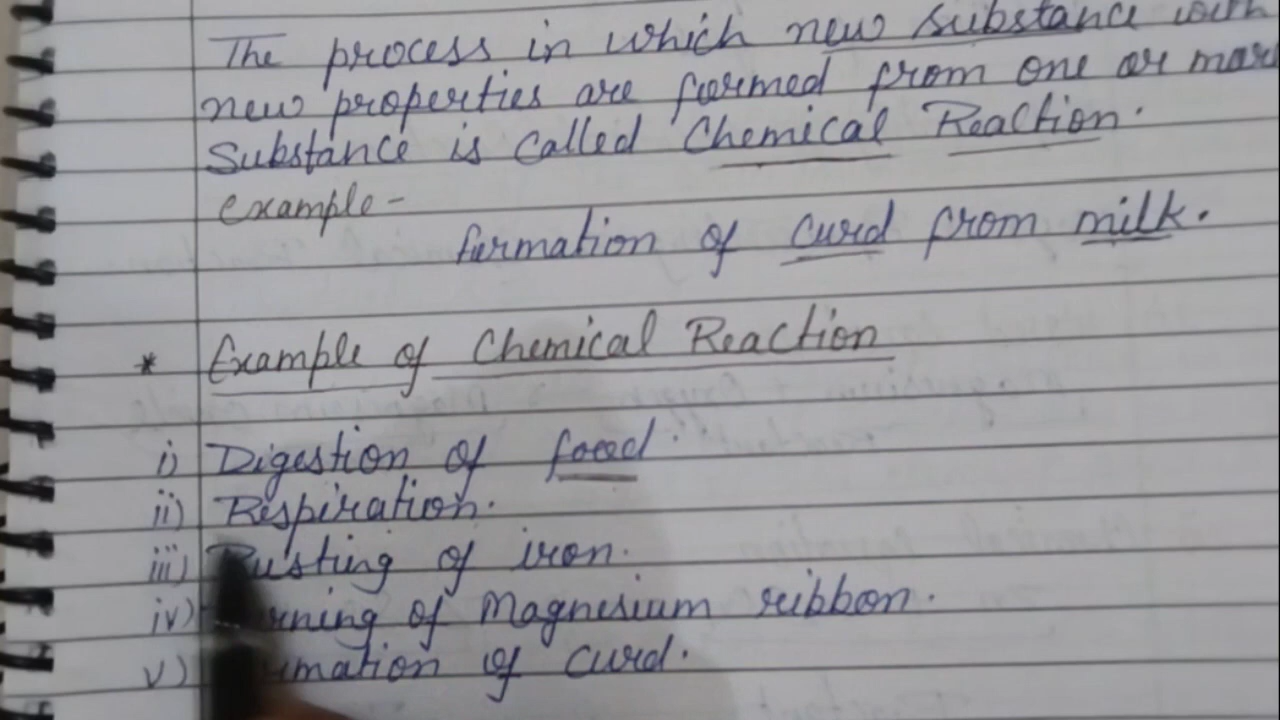 The process in which new substance with
new properties are formed from one or more
Substance is called Chemical Reaction.
example-
formation of curd from milk.
* Example of Chemical Reaction
i) Digestion of food.
ii) Respiration.
iii) Rusting of iron.
iv) of Magnesium ribbon.
v) of curd.